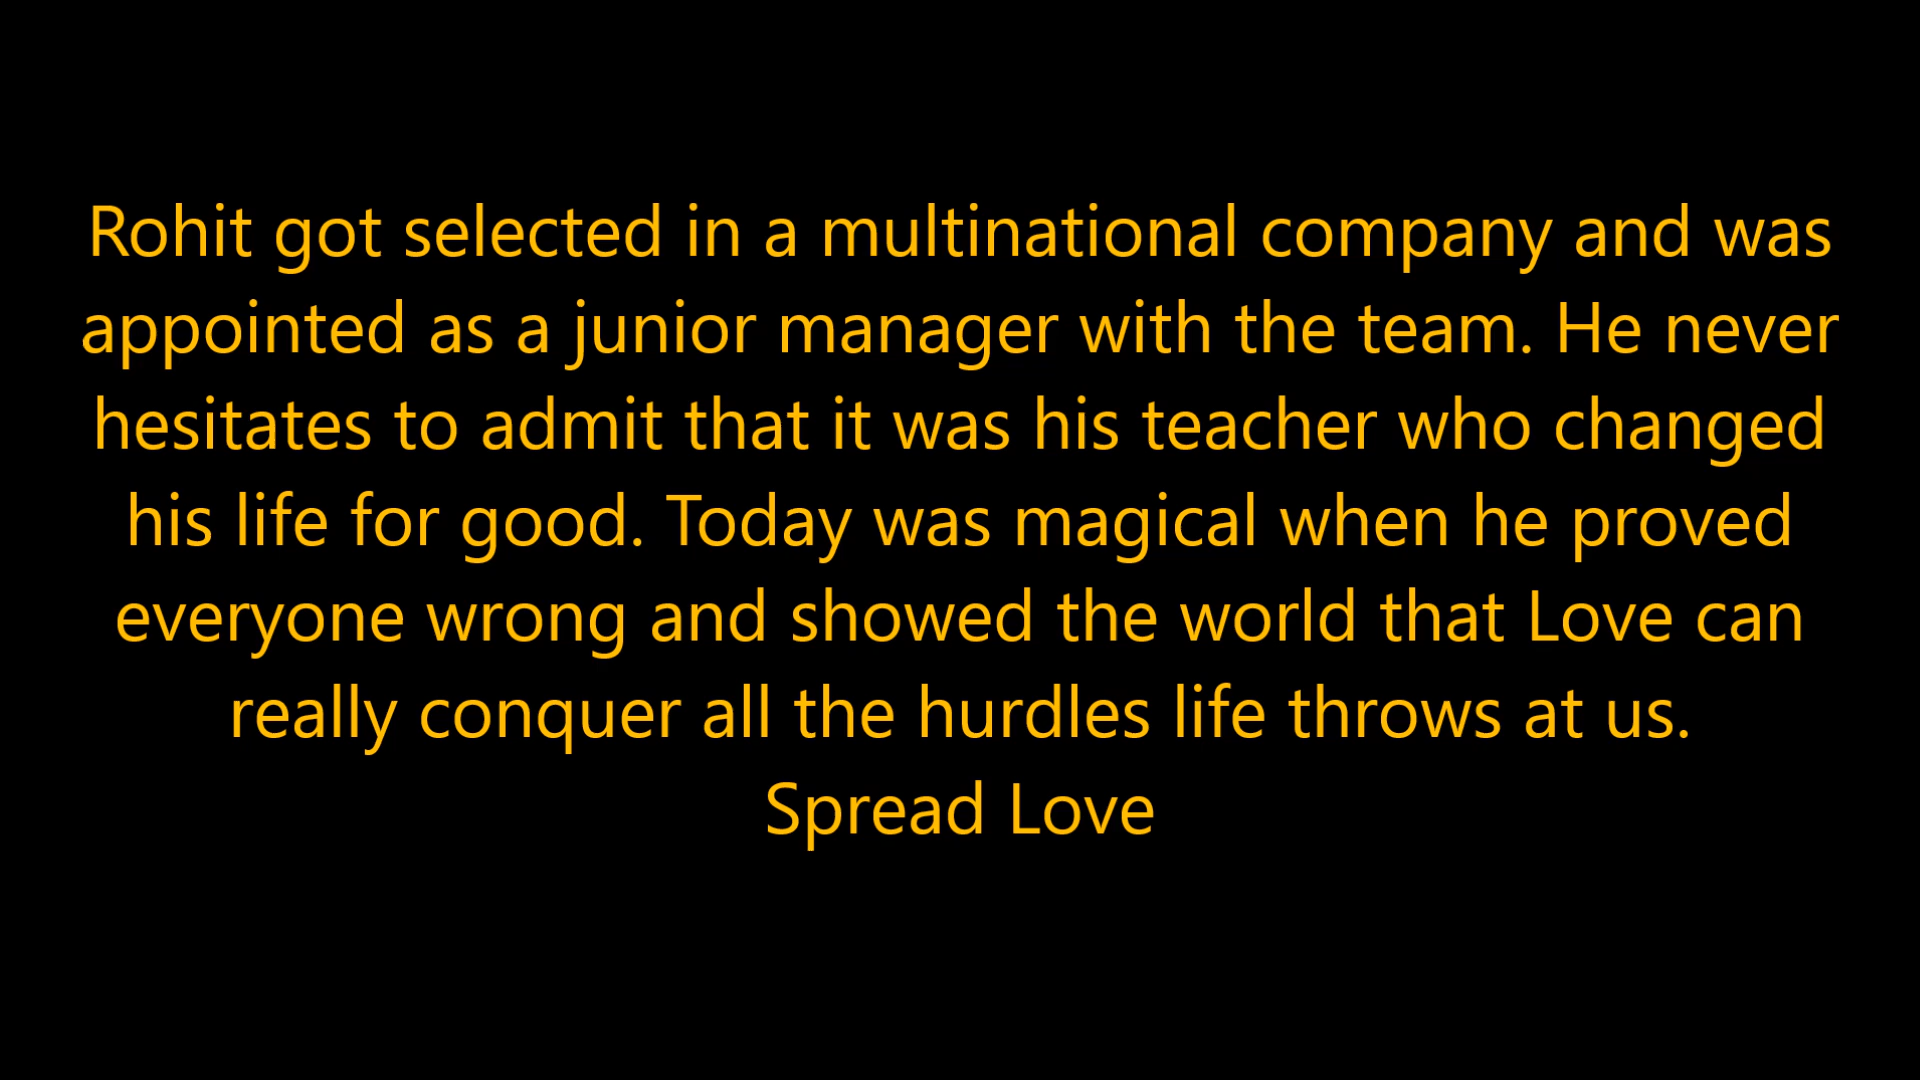 Rohit got selected in a multinational company and was
appointed as a junior manager with the team. He never
hesitates to admit that it was his teacher who changed
his life for good. Today was magical when he proved
everyone wrong and showed the world that Love can
really conquer all the hurdles life throws at us.
Spread Love